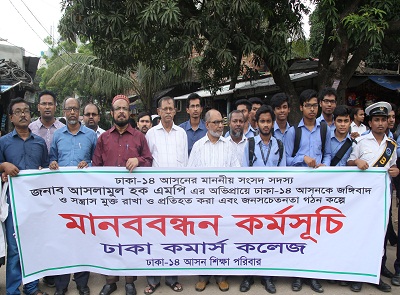 ঢাকা-১৪ আসনের মাননীয় সংসদ সদস্য
জনাব আসলামুল হক এমপি এর অভিপ্রায়ে ঢাকা-১৪ আসনকে জঙ্গিবাদ
ও সন্ত্রাস মুক্ত রাখা ও প্রতিহত করা এবং জনসচেতনতা গঠন কল্পে
মানববন্ধন কর্মসূচি
ঢাকা কমার্স কলেজ
ঢাকা-১৪ আসন শিক্ষা পরিবার